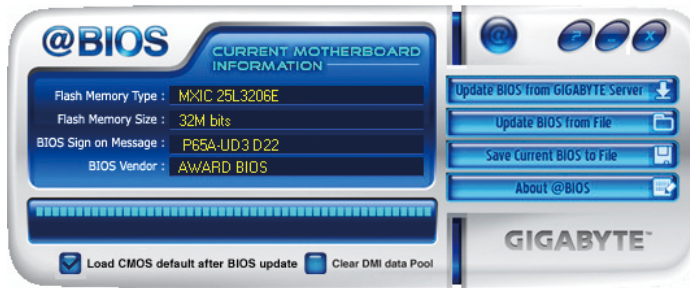 @BIOS
CURRENT MOTHERBOARD
INFORMATION
Flash Memory Type : MXIC 25L3206E
Flash Memory Size : 32M bits
BIOS Sign on Message : P65A-UD3 D22
BIOS Vendor : AWARD BIOS
Load CMOS default after BIOS update
Clear DMI data Pool
@
?
–
x
Update BIOS from GIGABYTE Server
Update BIOS from File
Save Current BIOS to File
About @BIOS
GIGABYTE™